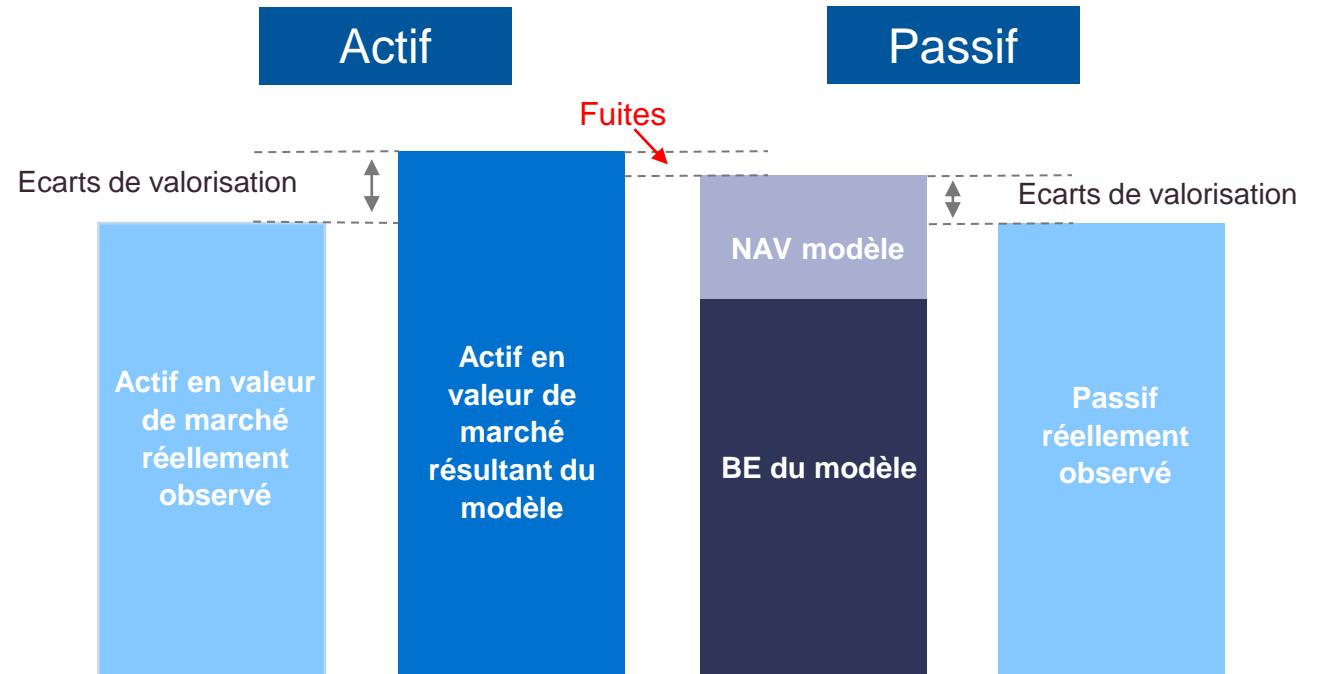 Actif
Passif
Fuites
Ecarts de valorisation
Ecarts de valorisation
NAV modèle
Actif en valeur
de marché
réellement
observé
Actif en
valeur de
marché
résultant du
modèle
BE du modèle
Passif
réellement
observé